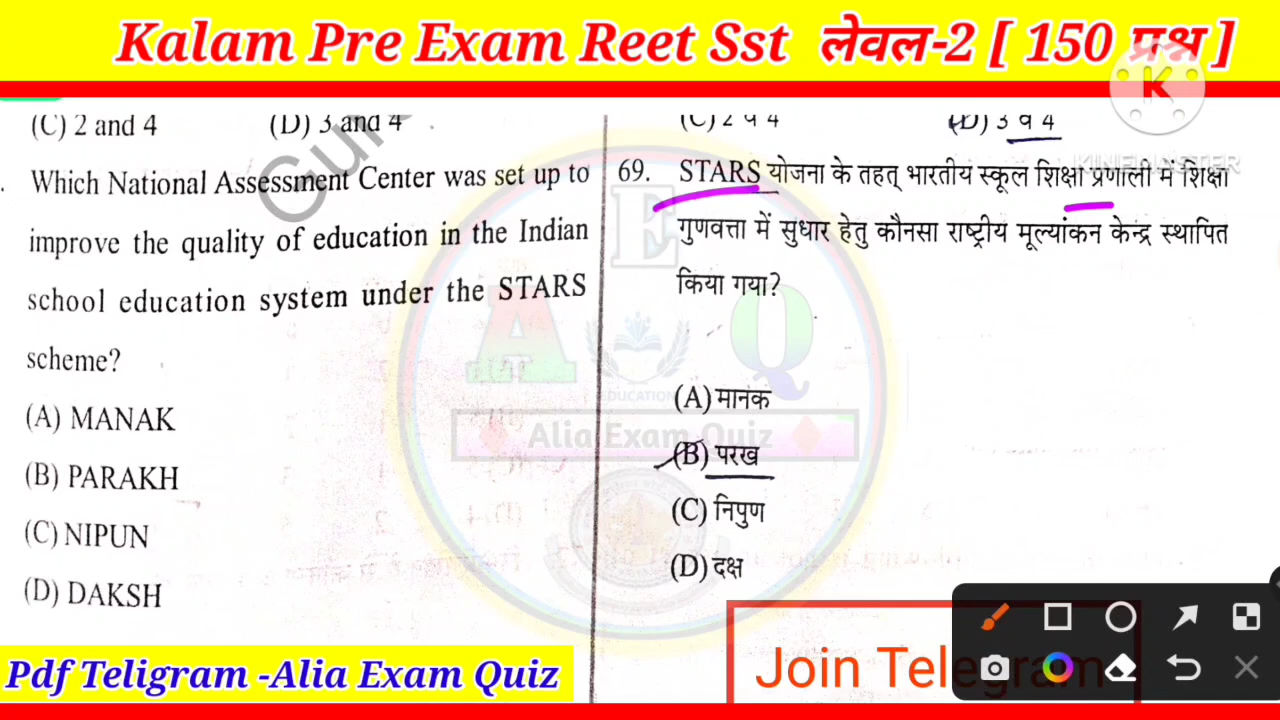 Kalam Pre Exam Reet Sst लेवल-2 [ 150 प्रश्न ]
(C) 2 and 4
(D) 3 and 4
Which National Assessment Center was set up to
improve the quality of education in the Indian
school education system under the STARS
scheme?
(A) MANAK
(B) PARAKH
(C) NIPUN
(D) DAKSH
(C) 2 व 4
(D) 3 व 4
69. STARS योजना के तहत् भारतीय स्कूल शिक्षा प्रणाली में शिक्षा
गुणवत्ता में सुधार हेतु कौनसा राष्ट्रीय मूल्यांकन केन्द्र स्थापित
किया गया?
(A) मानक
(B) परख
(C) निपुण
(D) दक्ष
K
KINEMASTER
E
A
Q
EDUCATION
Alia Exam Quiz
Pdf Teligram -Alia Exam Quiz
Join Telegram